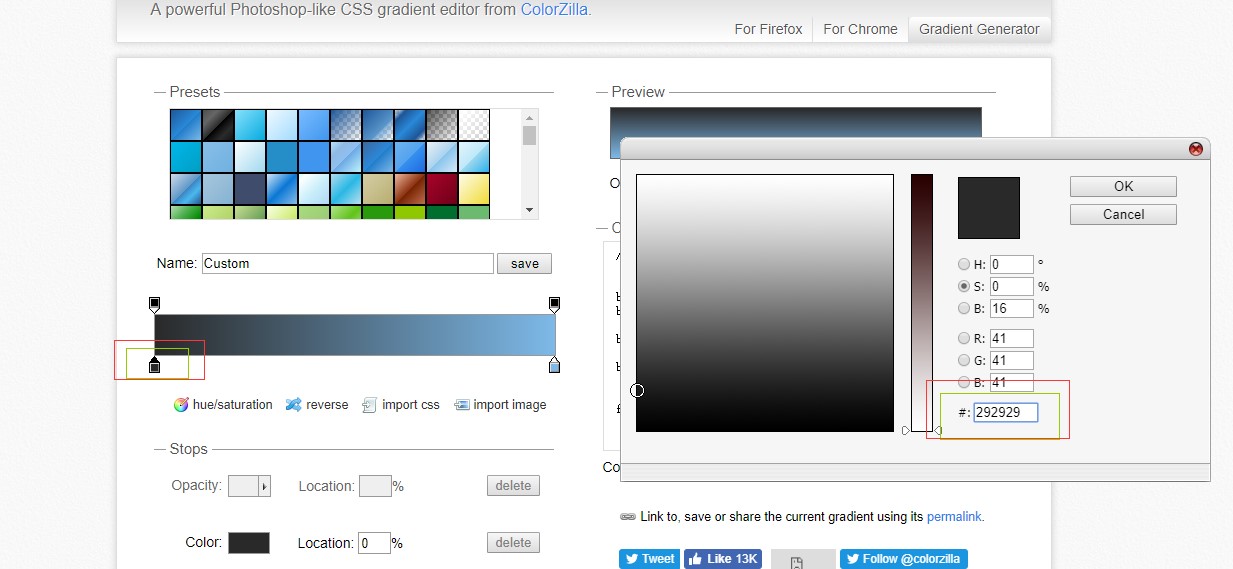 A powerful Photoshop-like CSS gradient editor from ColorZilla.
For Firefox
For Chrome
Gradient Generator
Presets
Name: Custom
save
hue/saturation
reverse
import css
import image
Stops
Opacity:
Location:
%
delete
Color:
Location: 0 %
delete
Preview
OK
Cancel
H: 0 °
S: 0 %
B: 16 %
R: 41
G: 41
B: 41
#: 292929
Co
Link to, save or share the current gradient using its permalink.
Tweet
Like 13K
Follow @colorzilla